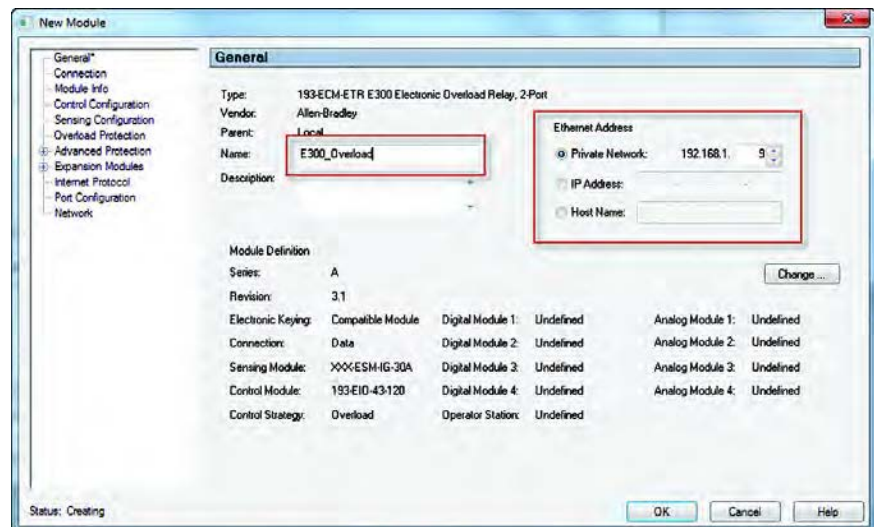 New Module
General*
Connection
Module Info
Control Configuration
Sensing Configuration
Overload Protection
Advanced Protection
Expansion Modules
Internet Protocol
Port Configuration
Network
General
Type: 193-ECM-ETR E300 Electronic Overload Relay, 2-Port
Vendor: Allen-Bradley
Parent: Local
Name: E300_Overload
Description:
Ethernet Address
Private Network: 192.168.1. 9
IP Address:
Host Name:
Module Definition
Series: A
Change ...
Revision: 3.1
Electronic Keying: Compatible Module Digital Module 1: Undefined Analog Module 1: Undefined
Connection: Data Digital Module 2: Undefined Analog Module 2: Undefined
Sensing Module: XXX-ESM-IG-30A Digital Module 3: Undefined Analog Module 3: Undefined
Control Module: 193-EIO-43-120 Digital Module 4: Undefined Analog Module 4: Undefined
Control Strategy: Overload Operator Station: Undefined
Status: Creating
OK Cancel Help